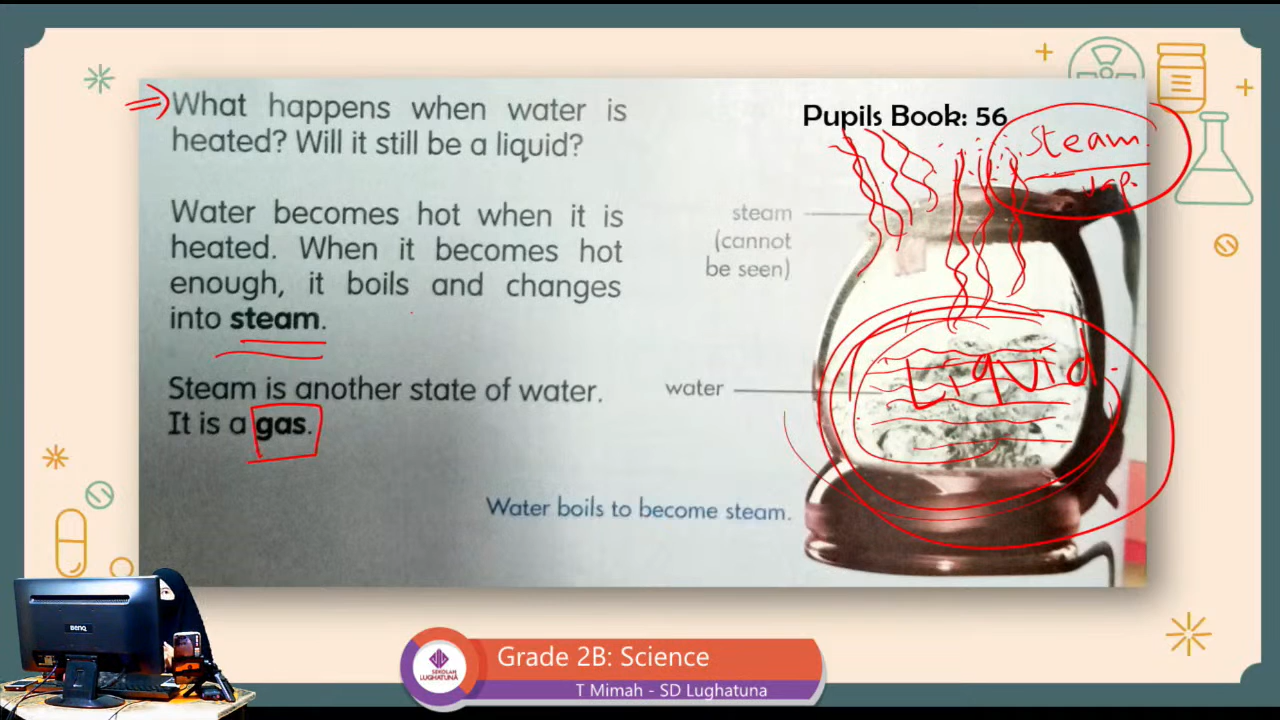 What happens when water is
heated? Will it still be a liquid?
Water becomes hot when it is
heated. When it becomes hot
enough, it boils and changes
into steam.
Steam is another state of water.
It is a gas.
Pupils Book: 56
Steam
vap.
steam
(cannot
be seen)
Liquid
water
Water boils to become steam.
BenQ
SEKOLAH
LUGHATUNA
Grade 2B: Science
T Mimah - SD Lughatuna